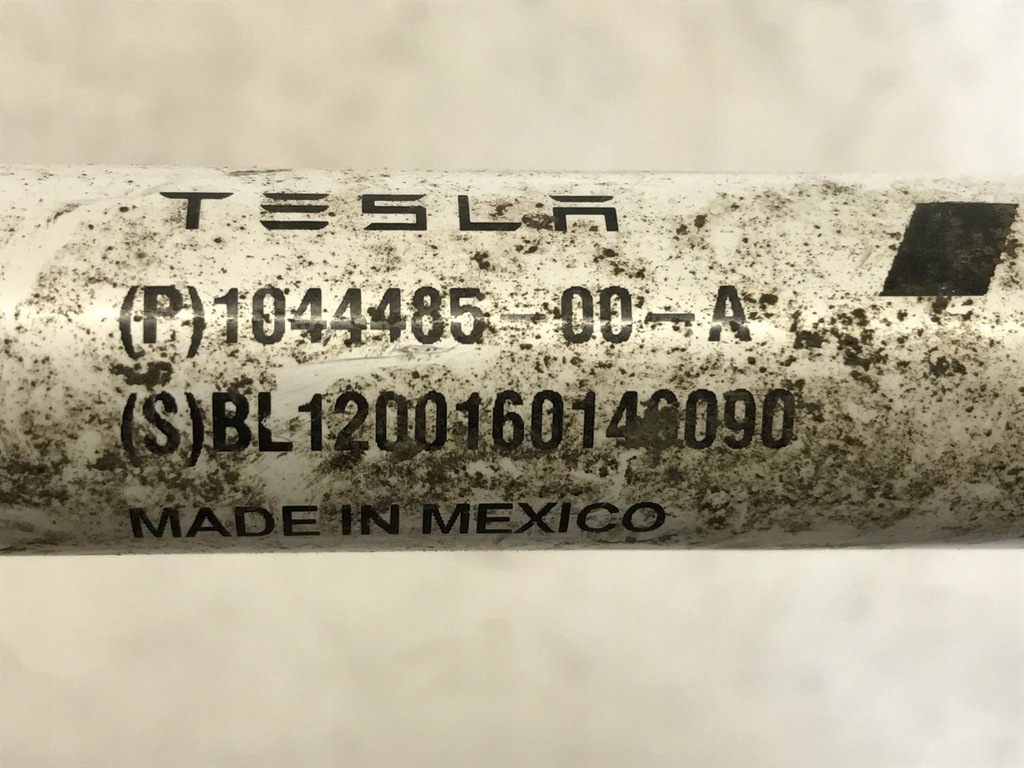 TESLA
(P)1044485-00-A
MADE IN MEXICO